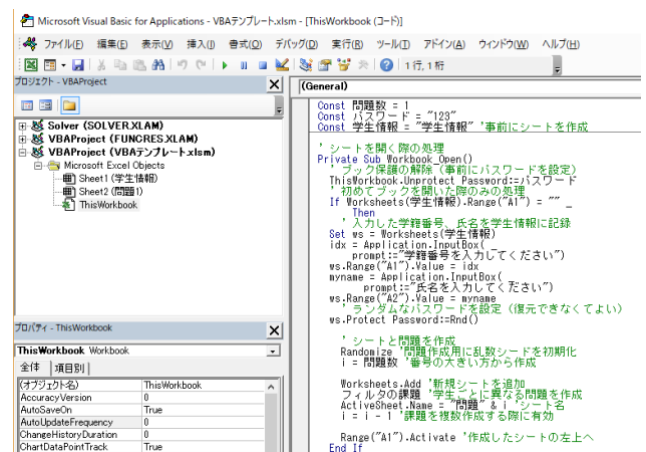 Microsoft Visual Basic for Applications - VBAテンプレート.xlsm - [ThisWorkbook (コード)]
ファイル(F) 編集(E) 表示(V) 挿入(I) 書式(O) デバッグ(D) 実行(R) ツール(T) アドイン(A) ウィンドウ(W) ヘルプ(H)
1行, 1桁
プロジェクト - VBAProject
Solver (SOLVER.XLAM)
VBAProject (FUNCRES.XLAM)
VBAProject (VBAテンプレート.xlsm)
Microsoft Excel Objects
Sheet1 (学生情報)
Sheet2 (問題1)
ThisWorkbook
プロパティ - ThisWorkbook
ThisWorkbook Workbook
全体 項目別
(オブジェクト名) ThisWorkbook
AccuracyVersion 0
AutoSaveOn True
AutoUpdateFrequency 0
ChangeHistoryDuration 0
ChartDataPointTrack True
(General)
Const 問題数 = 1
Const パスワード = "123"
Const 学生情報 = "学生情報" '事前にシートを作成
' シートを開く際の処理
Private Sub Workbook_Open()
' ブック保護の解除（事前にパスワードを設定）
ThisWorkbook.Unprotect Password:=パスワード
' 初めてブックを開いた際のみの処理
If Worksheets(学生情報).Range("A1") = "" _
Then
' 入力した学籍番号、氏名を学生情報に記録
Set ws = Worksheets(学生情報)
idx = Application.InputBox( _
prompt:="学籍番号を入力してください")
ws.Range("A1").Value = idx
myname = Application.InputBox(
prompt:="氏名を入力してください")
ws.Range("A2").Value = myname
' ランダムなパスワードを設定（復元できなくてよい）
ws.Protect Password:=Rnd()
' シートと問題を作成
Randomize '問題作成用に乱数シードを初期化
i = 問題数 '番号の大きい方から作成
Worksheets.Add '新規シートを追加
フィルタの課題 '学生ごとに異なる問題を作成
ActiveSheet.Name = "問題" & i 'シート名
i = i - 1 '課題を複数作成する際に有効
Range("A1").Activate '作成したシートの左上へ
End If